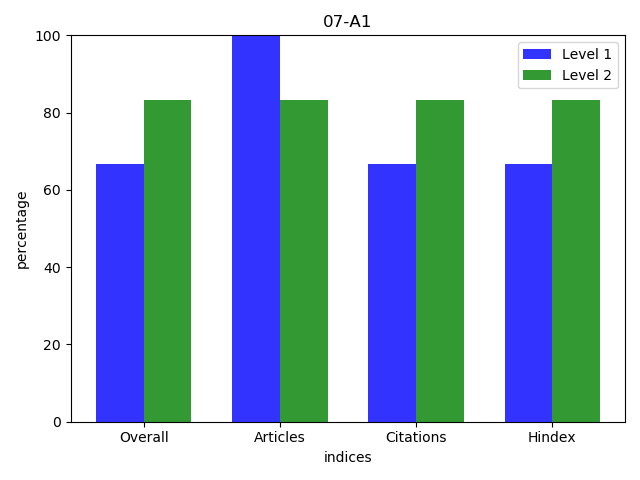 07-A1
100
80
60
40
20
0
percentage
Level 1
Level 2
Overall Articles Citations Hindex
indices